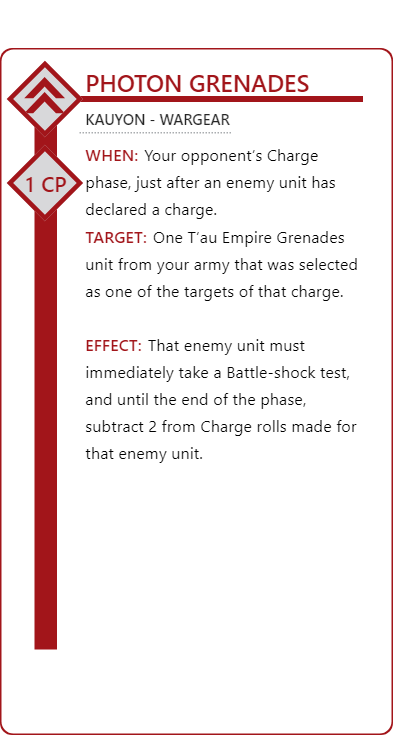 PHOTON GRENADES
KAUYON - WARGEAR
WHEN: Your opponent’s Charge
phase, just after an enemy unit has
declared a charge.
1 CP
TARGET: One T’au Empire Grenades
unit from your army that was selected
as one of the targets of that charge.
EFFECT: That enemy unit must
immediately take a Battle-shock test,
and until the end of the phase,
subtract 2 from Charge rolls made for
that enemy unit.